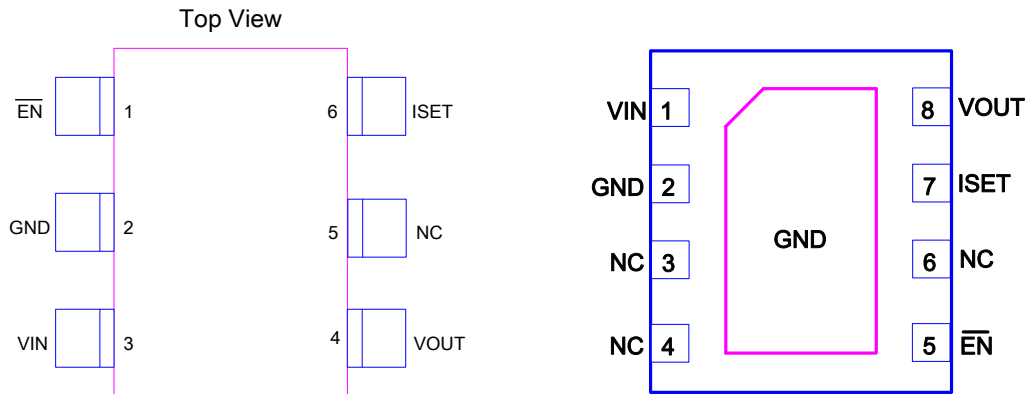 Top View
EN 1 6 ISET
GND 2 5 NC
VIN 3 4 VOUT
VIN 1 8 VOUT
GND 2 7 ISET
GND
NC 3 6 NC
NC 4 5 EN